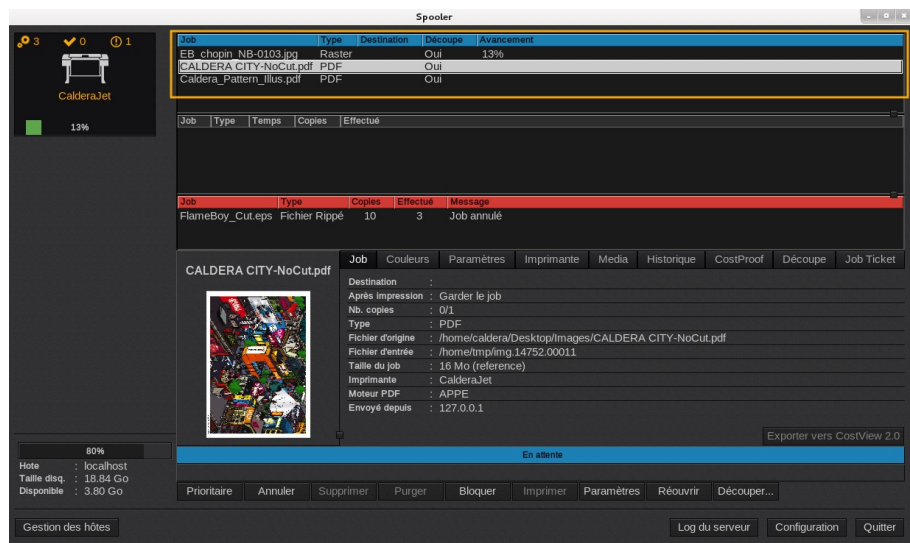 Spooler
3 0 1
CalderaJet
13%
Job Type Destination Découpe Avancement
EB_chopin_NB-0103.jpg Raster Oui 13%
CALDERA CITY-NoCut.pdf PDF Oui
Caldera_Pattern_Illus.pdf PDF Oui
Job Type Temps Copies Effectué
Job Type Copies Effectué Message
FlameBoy_Cut.eps Fichier Rippé 10 3 Job annulé
CALDERA CITY-NoCut.pdf
Job Couleurs Paramètres Imprimante Media Historique CostProof Découpe Job Ticket
Destination :
Après impression : Garder le job
Nb. copies : 0/1
Type : PDF
Fichier d'origine : /home/caldera/Desktop/Images/CALDERA CITY-NoCut.pdf
Fichier d'entrée : /home/tmp/img.14752.00011
Taille du job : 16 Mo (reference)
Imprimante : CalderaJet
Moteur PDF : APPE
Envoyé depuis : 127.0.0.1
Exporter vers CostView 2.0
En attente
80%
Hote : localhost
Taille disq. : 18.84 Go
Disponible : 3.80 Go
Prioritaire Annuler Supprimer Purger Bloquer Imprimer Paramètres Réouvrir Découper...
Gestion des hôtes Log du serveur Configuration Quitter